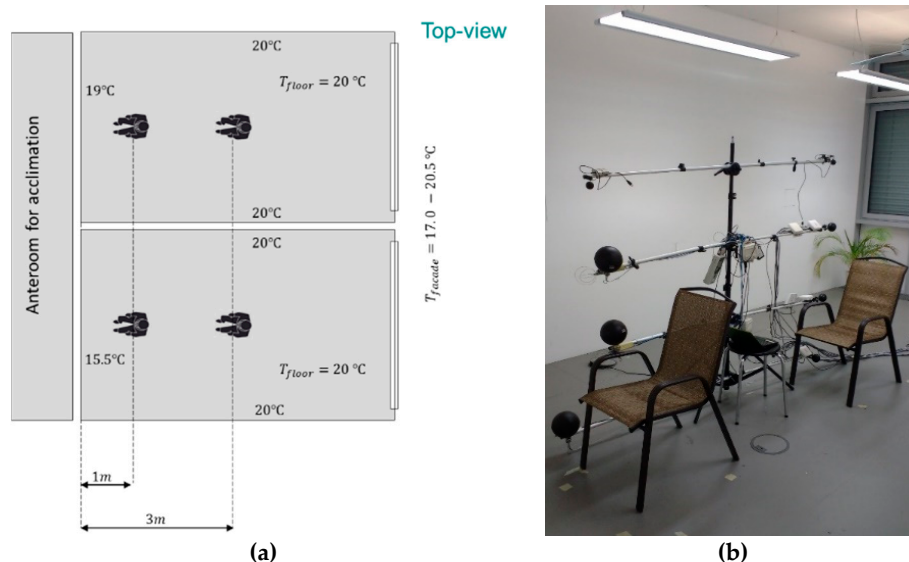 Top-view
20°C
T_floor = 20 °C
19°C
Anteroom for acclimation
20°C
20°C
T_facade = 17.0 − 20.5 °C
15.5°C
T_floor = 20 °C
20°C
1m
3m
(a)
(b)